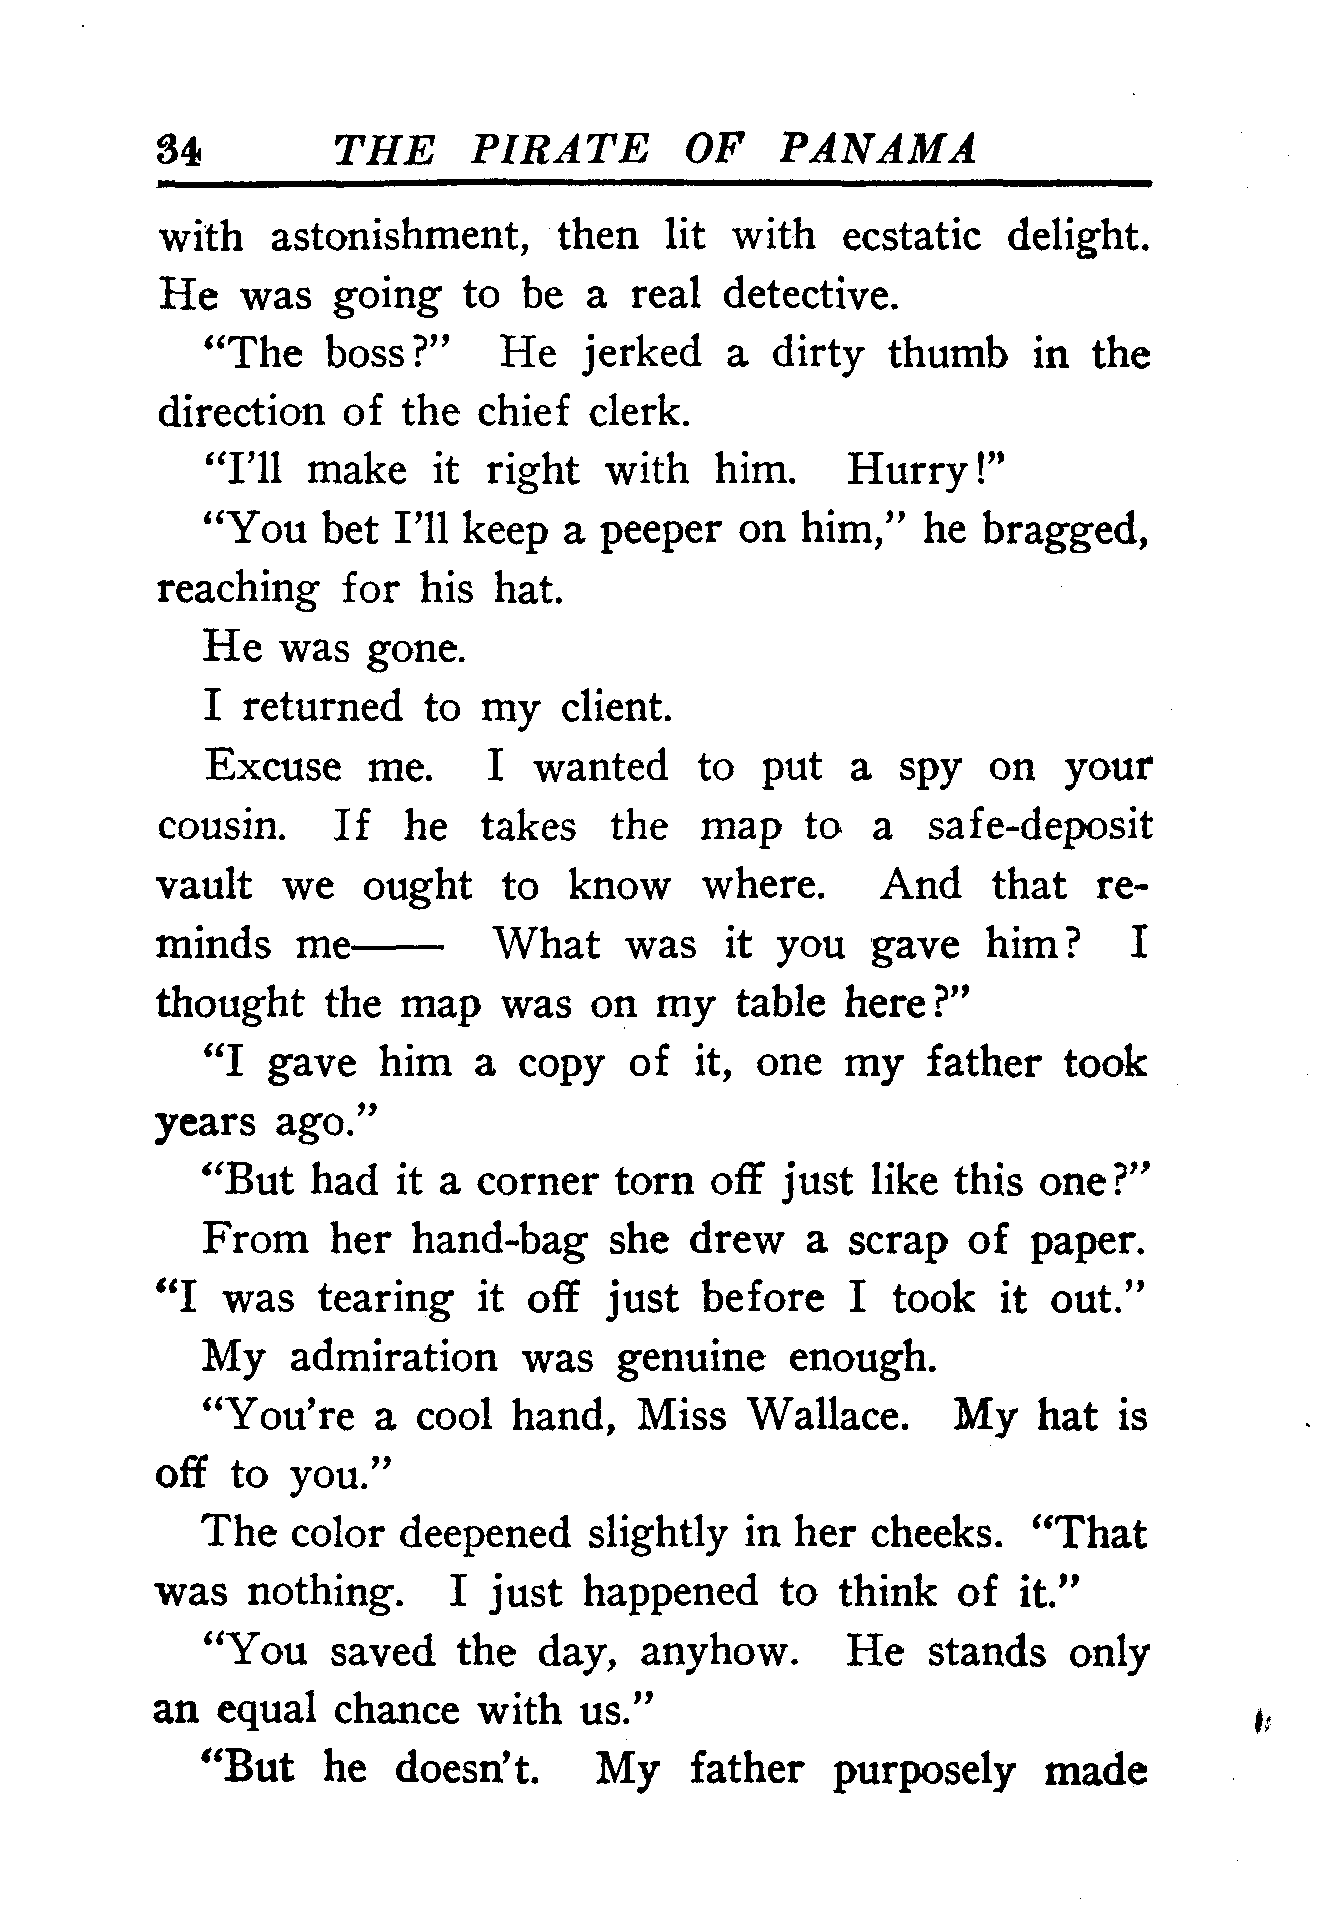 34 THE PIRATE OF PANAMA
with astonishment, then lit with ecstatic delight.
He was going to be a real detective.
“The boss?” He jerked a dirty thumb in the
direction of the chief clerk.
“I’ll make it right with him. Hurry!”
“You bet I’ll keep a peeper on him,” he bragged,
reaching for his hat.
He was gone.
I returned to my client.
Excuse me. I wanted to put a spy on your
cousin. If he takes the map to a safe-deposit
vault we ought to know where. And that re-
minds me—— What was it you gave him? I
thought the map was on my table here?”
“I gave him a copy of it, one my father took
years ago.”
“But had it a corner torn off just like this one?”
From her hand-bag she drew a scrap of paper.
“I was tearing it off just before I took it out.”
My admiration was genuine enough.
“You’re a cool hand, Miss Wallace. My hat is
off to you.”
The color deepened slightly in her cheeks. “That
was nothing. I just happened to think of it.”
“You saved the day, anyhow. He stands only
an equal chance with us.”
“But he doesn’t. My father purposely made